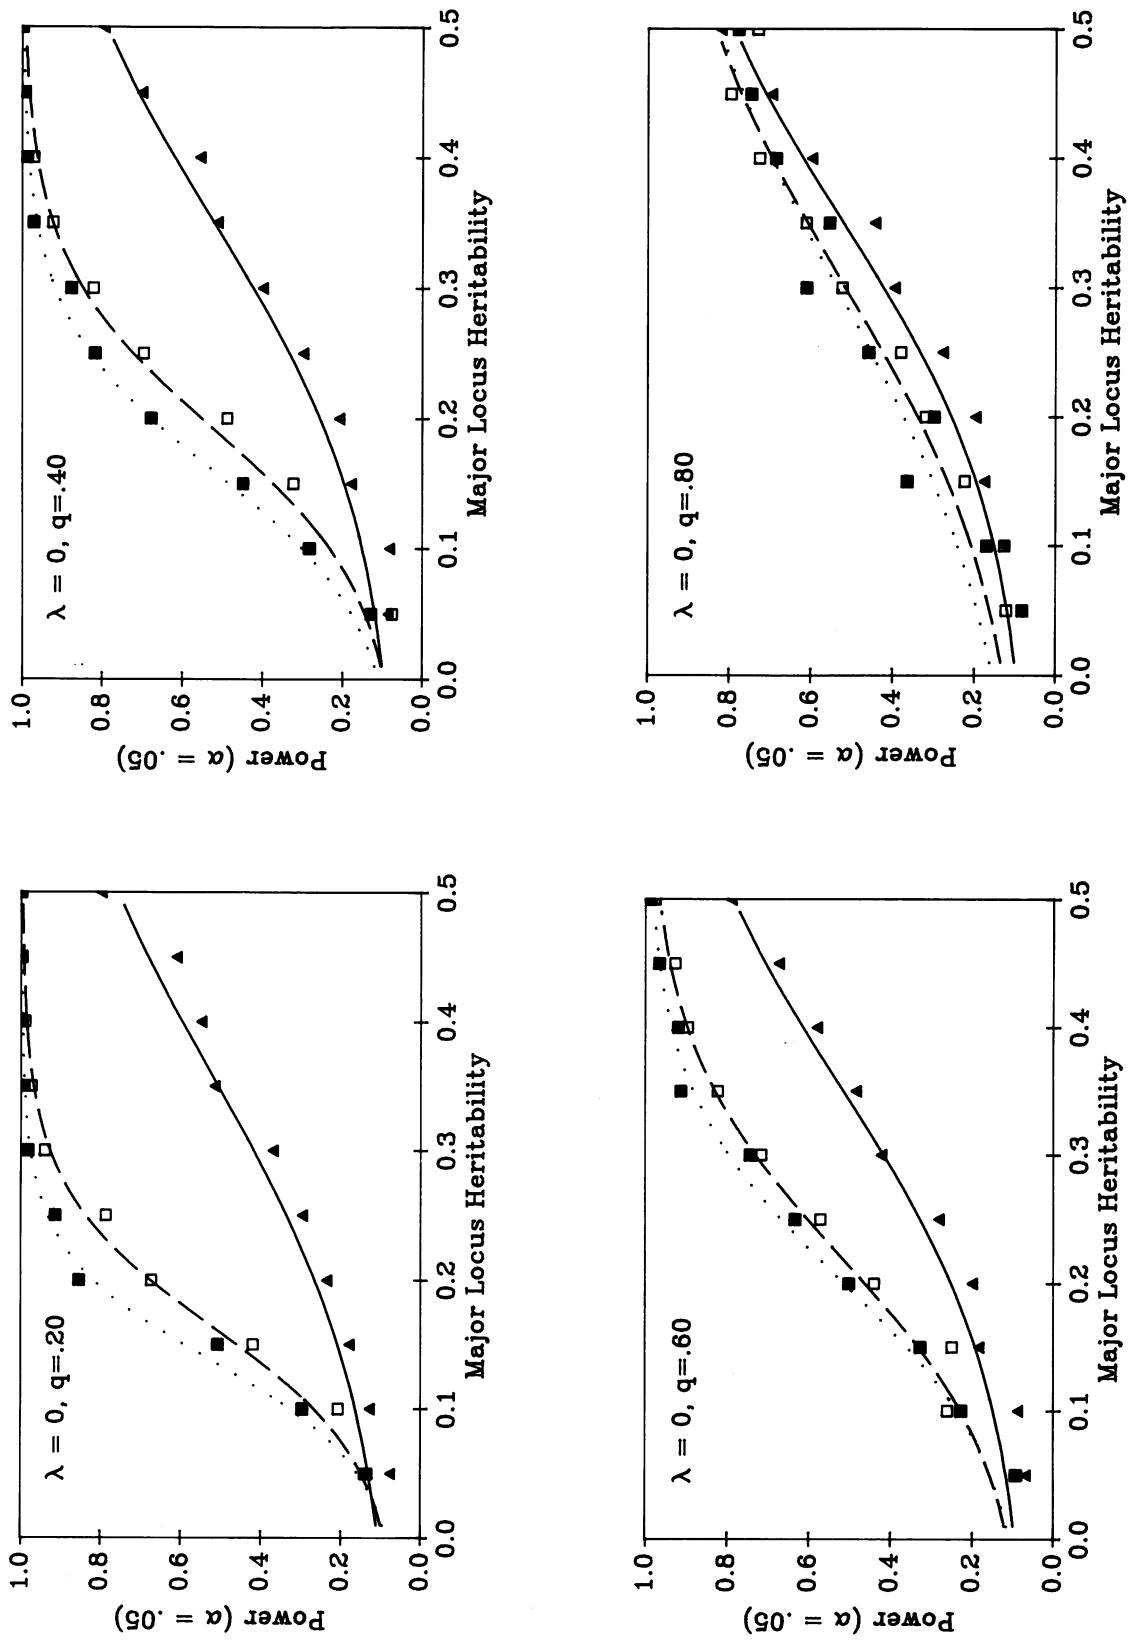 λ = 0, q=.20
Power (α = .05)
1.0
0.8
0.6
0.4
0.2
0.0
0.0 0.1 0.2 0.3 0.4 0.5
Major Locus Heritability
λ = 0, q=.40
Power (α = .05)
1.0
0.8
0.6
0.4
0.2
0.0
0.0 0.1 0.2 0.3 0.4 0.5
Major Locus Heritability
λ = 0, q=.60
Power (α = .05)
1.0
0.8
0.6
0.4
0.2
0.0
0.0 0.1 0.2 0.3 0.4 0.5
Major Locus Heritability
λ = 0, q=.80
Power (α = .05)
1.0
0.8
0.6
0.4
0.2
0.0
0.0 0.1 0.2 0.3 0.4 0.5
Major Locus Heritability